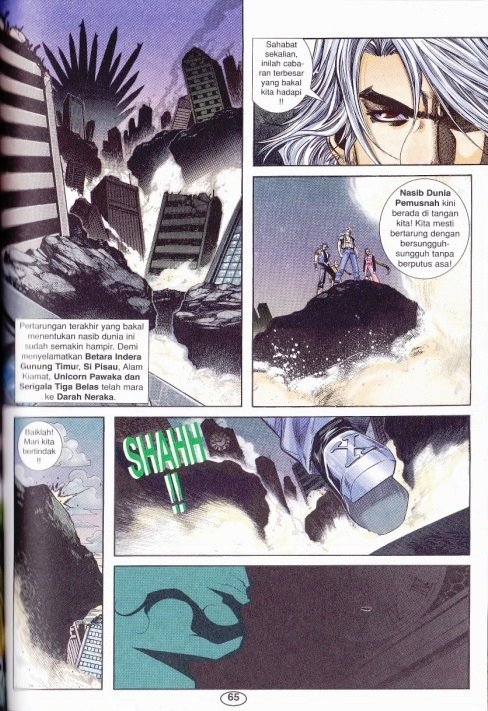 Pertarungan terakhir yang bakal
menentukan nasib dunia ini
sudah semakin hampir. Demi
menyelamatkan Betara Indera
Gunung Timur, Si Pisau, Alam
Kiamat, Unicorn Pawaka dan
Serigala Tiga Belas telah mara
ke Darah Neraka.
Sahabat
sekalian,
inilah caba-
ran terbesar
yang bakal
kita hadapi
!!
Nasib Dunia
Pemusnah kini
berada di tangan
kita! Kita mesti
bertarung dengan
bersungguh-
sungguh tanpa
berputus asa!
Baiklah!
Mari kita
bertindak
!!
SHAHH
!!!
65